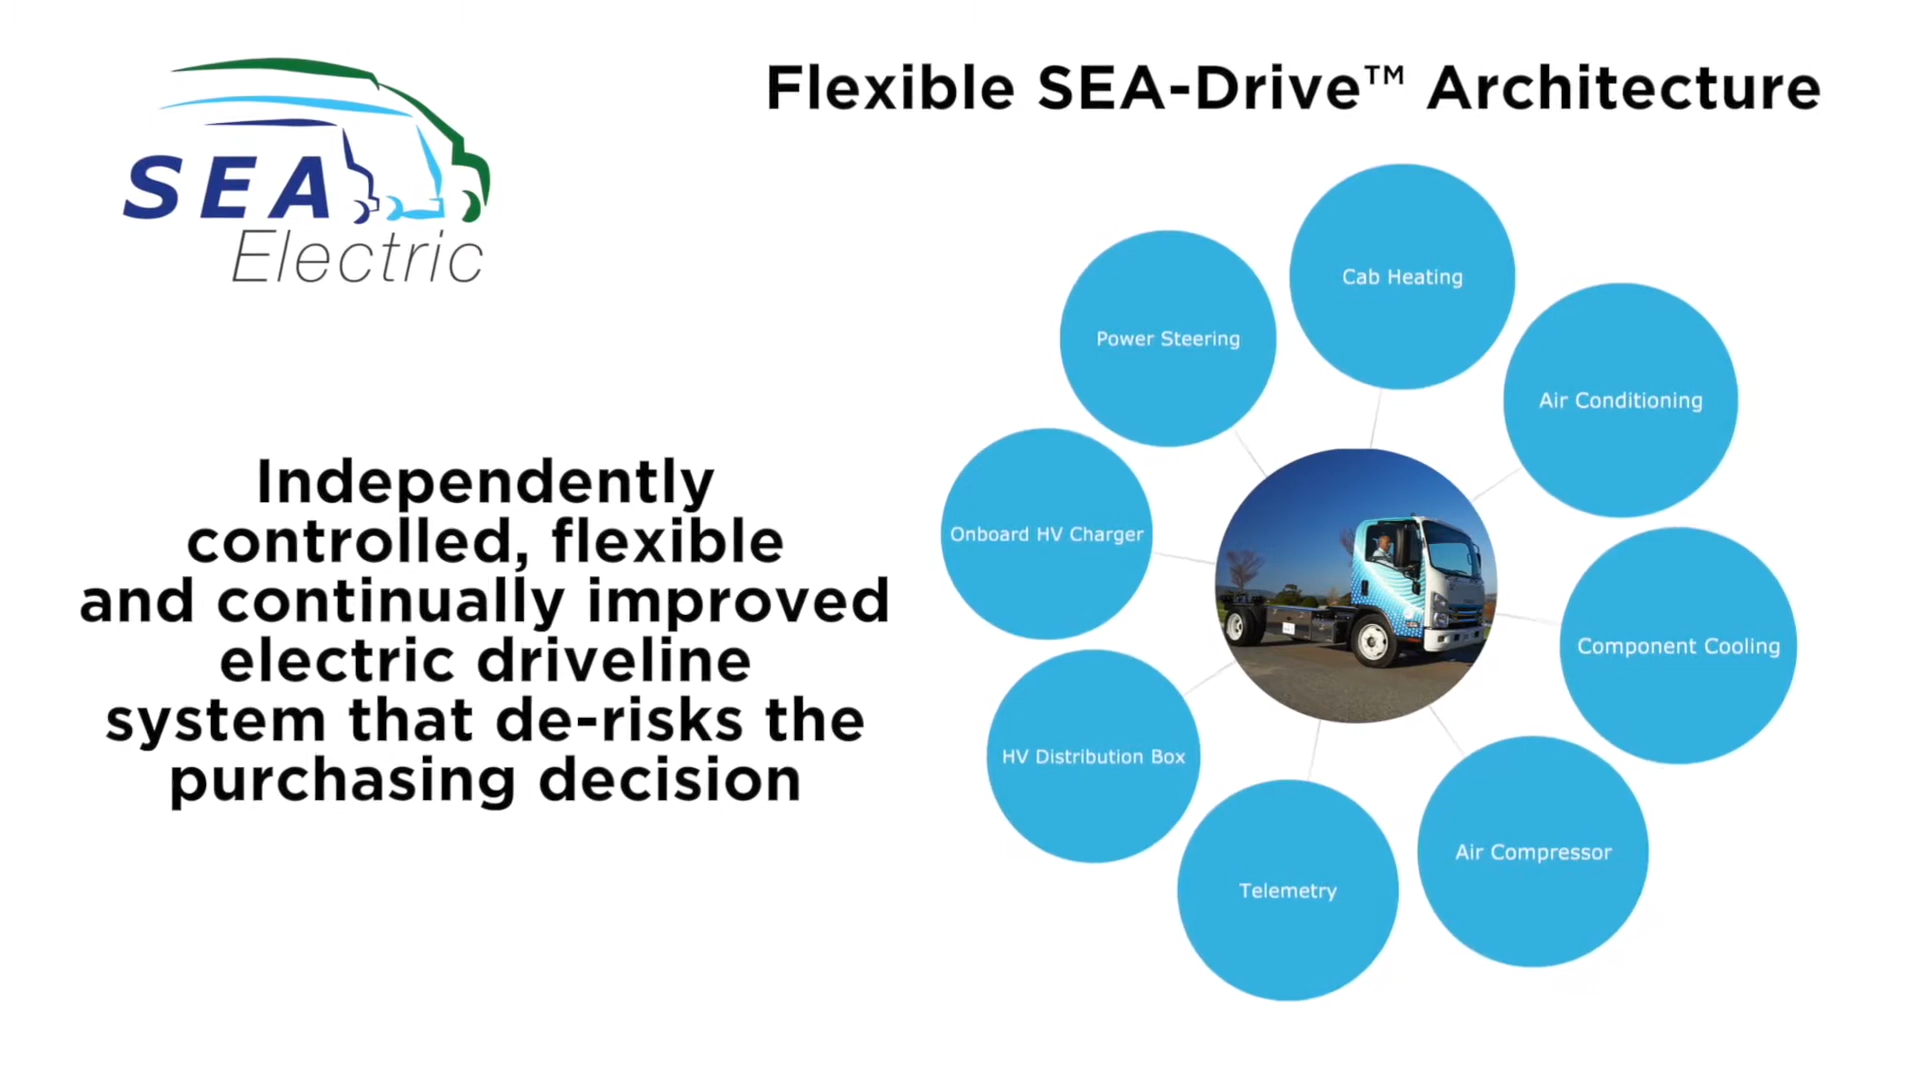 SEA
Electric
Flexible SEA-Drive™ Architecture
Independently
controlled, flexible
and continually improved
electric driveline
system that de-risks the
purchasing decision
Cab Heating
Power Steering
Air Conditioning
Onboard HV Charger
Component Cooling
HV Distribution Box
Air Compressor
Telemetry